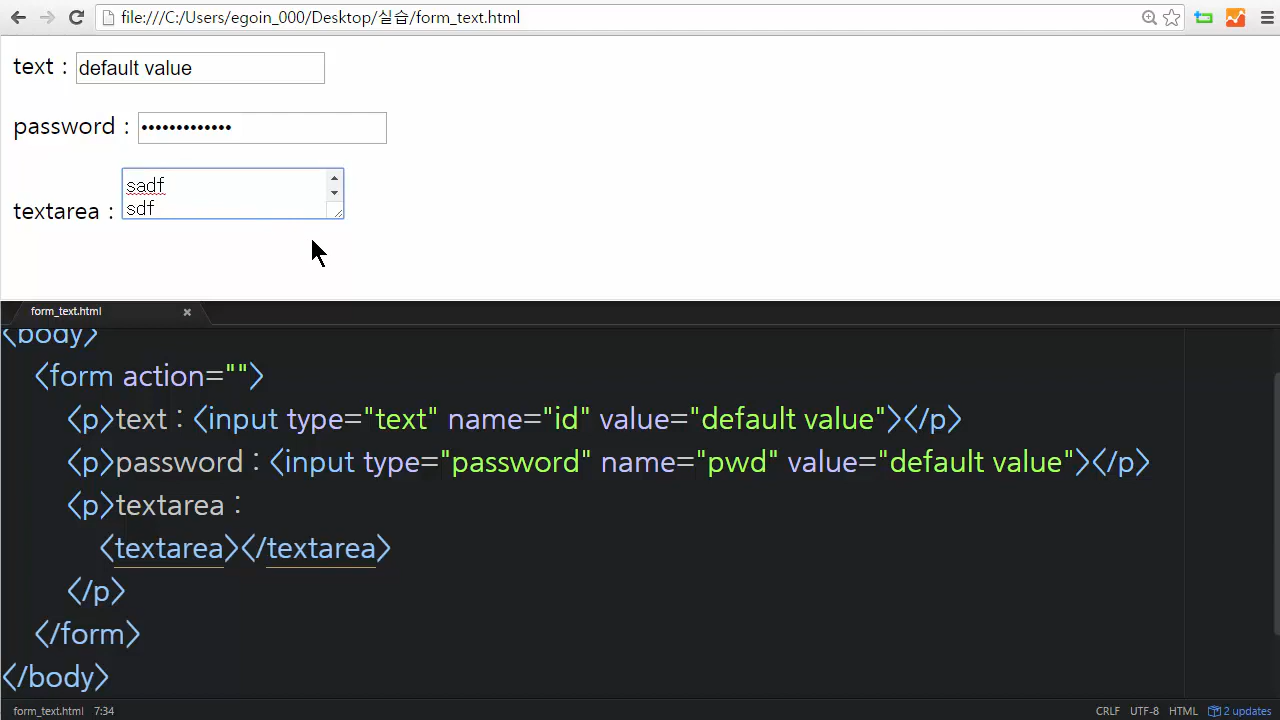 file:///C:/Users/egoin_000/Desktop/실습/form_text.html
text : default value
password : •••••••••••••
textarea : sadf
sdf
form_text.html ×
<body>
<form action="">
<p>text : <input type="text" name="id" value="default value"></p>
<p>password : <input type="password" name="pwd" value="default value"></p>
<p>textarea :
<textarea></textarea>
</p>
</form>
</body>
form_text.html 7:34 CRLF UTF-8 HTML 2 updates